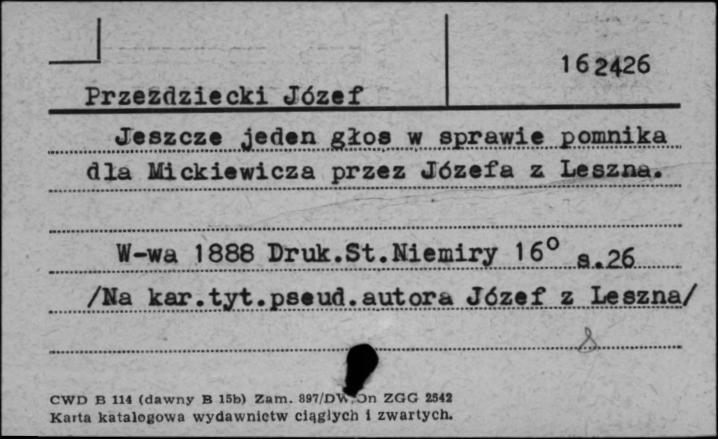 162426
Przezdziecki Józef
Jeszcze jeden głos w sprawie pomnika
dla Mickiewicza przez Józefa z Leszna.
W-wa 1888 Druk.St.Niemiry 16° s.26
/Na kar.tyt.pseud.autora Józef z Leszna/
8
CWD B 114 (dawny B 15b) Zam. 897/DW. ZGG 2542
Karta katalogowa wydawnictw ciągłych i zwartych.